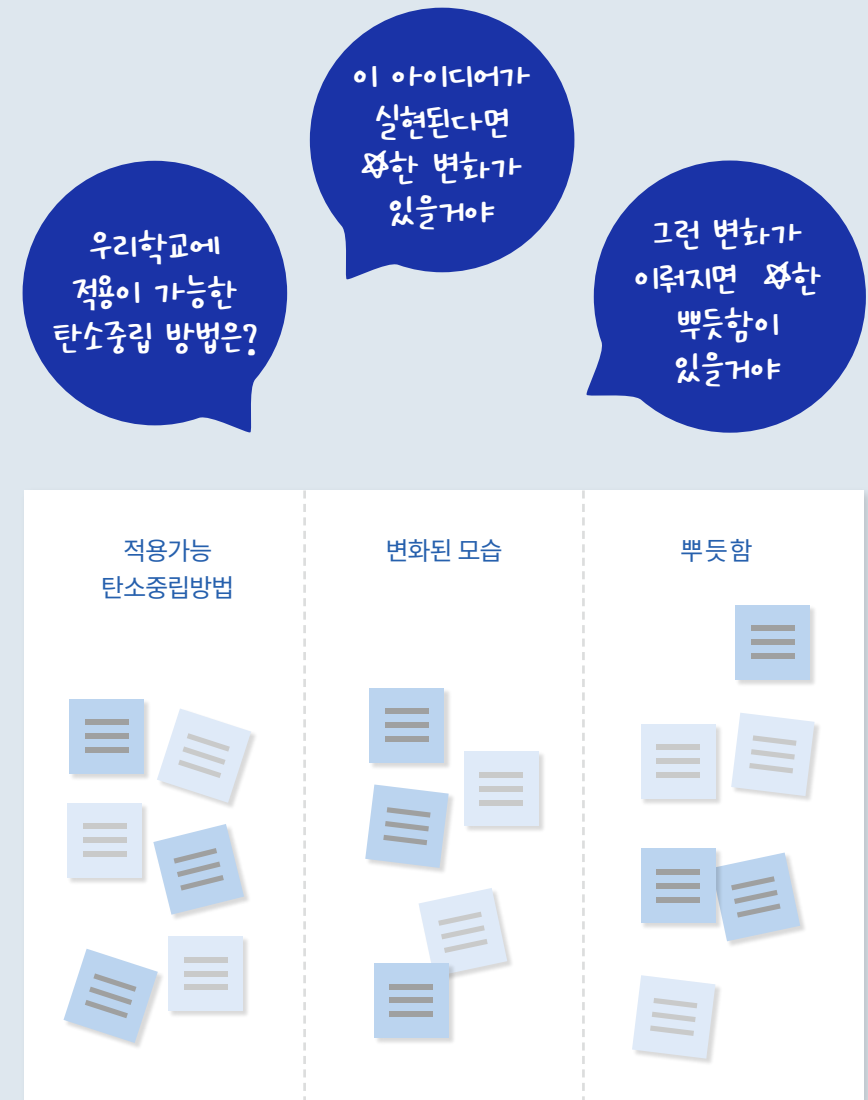 우리학교에
적용이 가능한
탄소중립 방법은?
이 아이디어가
실현된다면
☆한 변화가
있을거야
그런 변화가
이뤄지면 ☆한
뿌듯함이
있을거야
적용가능
탄소중립방법
변화된 모습
뿌듯함